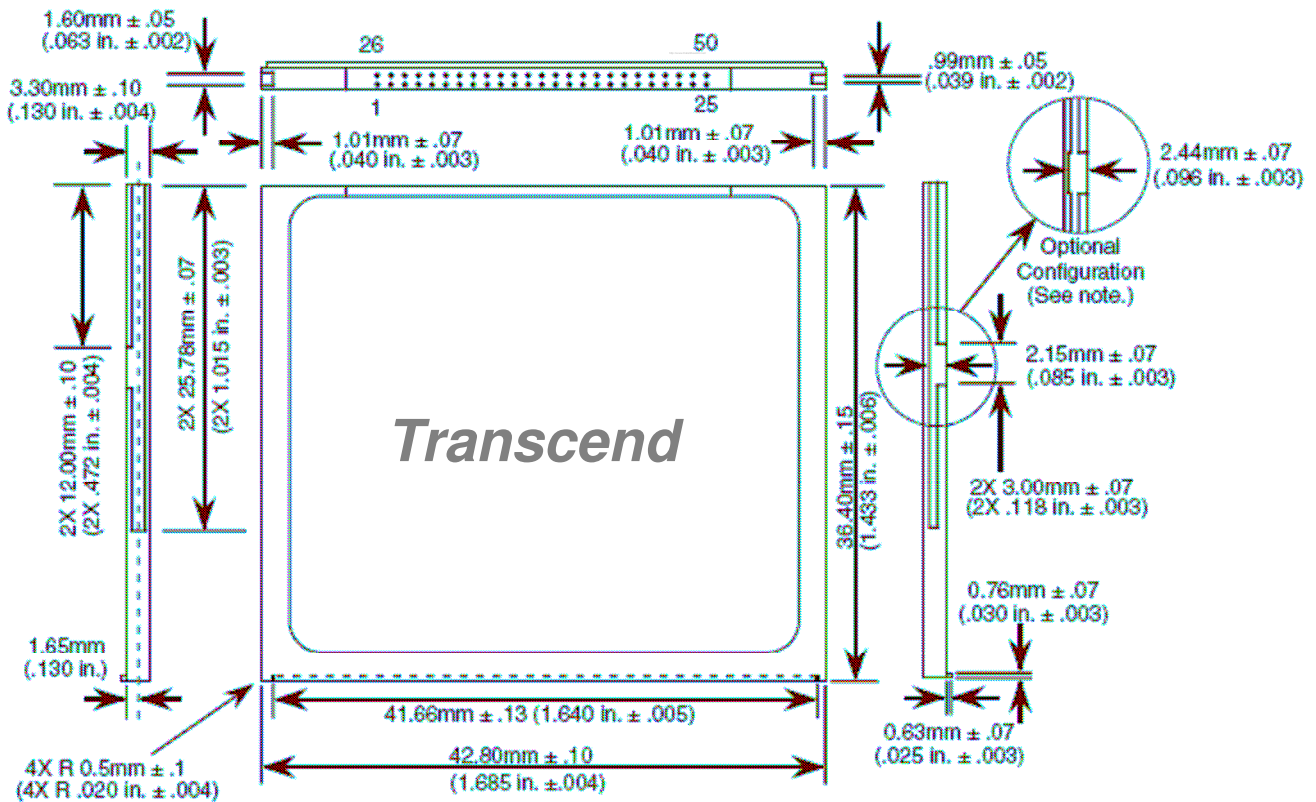 1.60mm ± .05
(.063 in. ± .002)
26
50
.99mm ± .05
(.039 in. ± .002)
3.30mm ± .10
(.130 in. ± .004)
1
25
1.01mm ± .07
(.040 in. ± .003)
1.01mm ± .07
(.040 in. ± .003)
2.44mm ± .07
(.096 in. ± .003)
Optional
Configuration
(See note.)
2X 12.00mm ± .10
(2X .472 in. ± .004)
2X 25.78mm ± .07
(2X 1.015 in. ± .003)
Transcend
36.40mm ± .15
(1.433 in. ± .006)
2.15mm ± .07
(.085 in. ± .003)
2X 3.00mm ± .07
(2X .118 in. ± .003)
0.76mm ± .07
(.030 in. ± .003)
1.65mm
(.130 in.)
41.66mm ± .13 (1.640 in. ± .005)
0.63mm ± .07
(.025 in. ± .003)
4X R 0.5mm ± .1
(4X R .020 in. ± .004)
42.80mm ± .10
(1.685 in. ± .004)